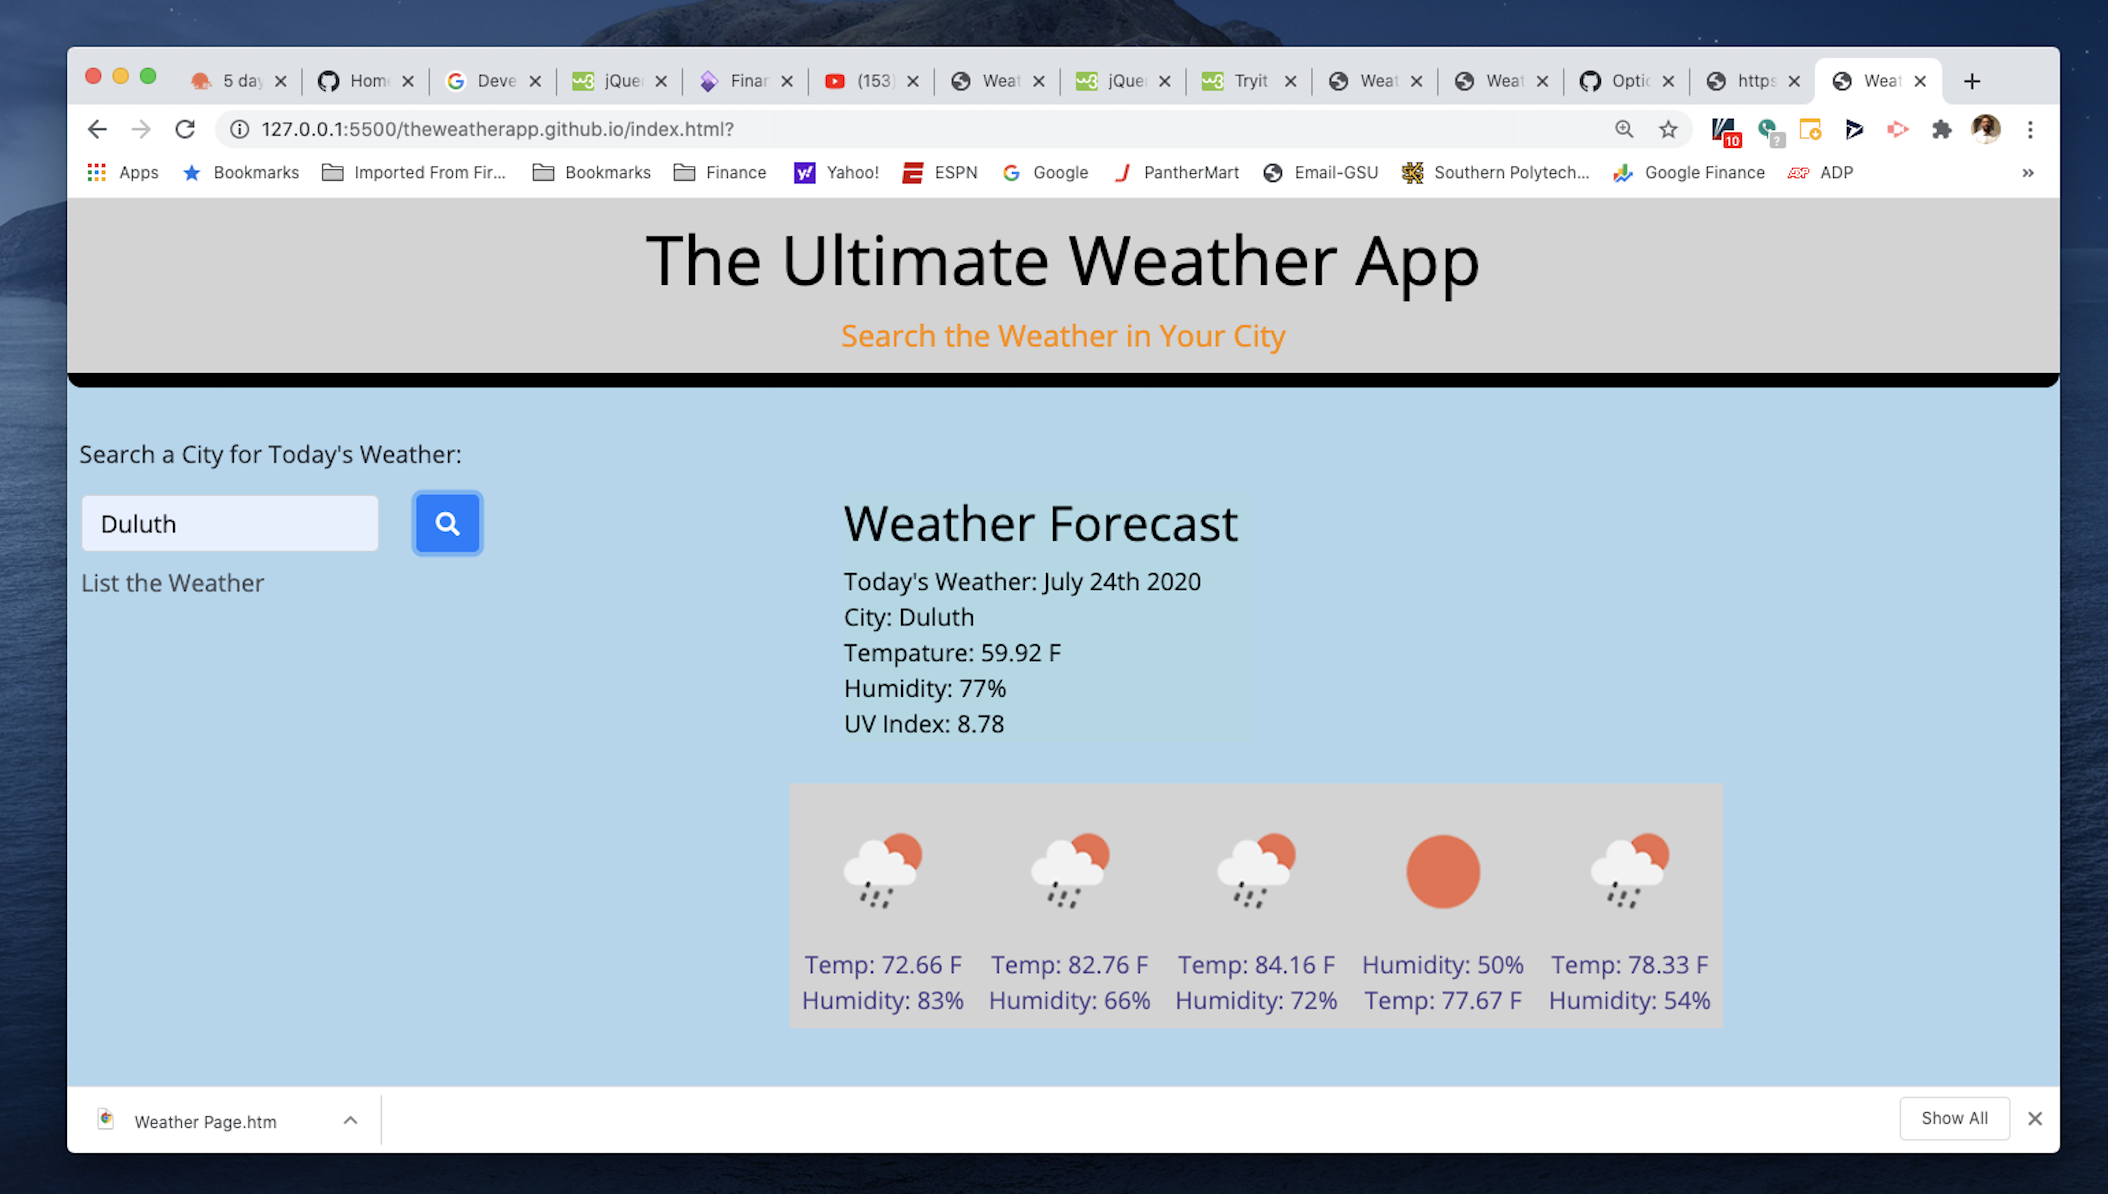 5 day
Hom
Deve
jQue
Finan
(153)
Weat
jQue
Tryit
Weat
Weat
Optic
https
Weat
127.0.0.1:5500/theweatherapp.github.io/index.html?
10
?
Apps
Bookmarks
Imported From Fir...
Bookmarks
Finance
Yahoo!
ESPN
Google
PantherMart
Email-GSU
Southern Polytech...
Google Finance
ADP
The Ultimate Weather App
Search the Weather in Your City
Search a City for Today's Weather:
Duluth
List the Weather
Weather Forecast
Today's Weather: July 24th 2020
City: Duluth
Tempature: 59.92 F
Humidity: 77%
UV Index: 8.78
Temp: 72.66 F
Humidity: 83%
Temp: 82.76 F
Humidity: 66%
Temp: 84.16 F
Humidity: 72%
Humidity: 50%
Temp: 77.67 F
Temp: 78.33 F
Humidity: 54%
Weather Page.htm
Show All